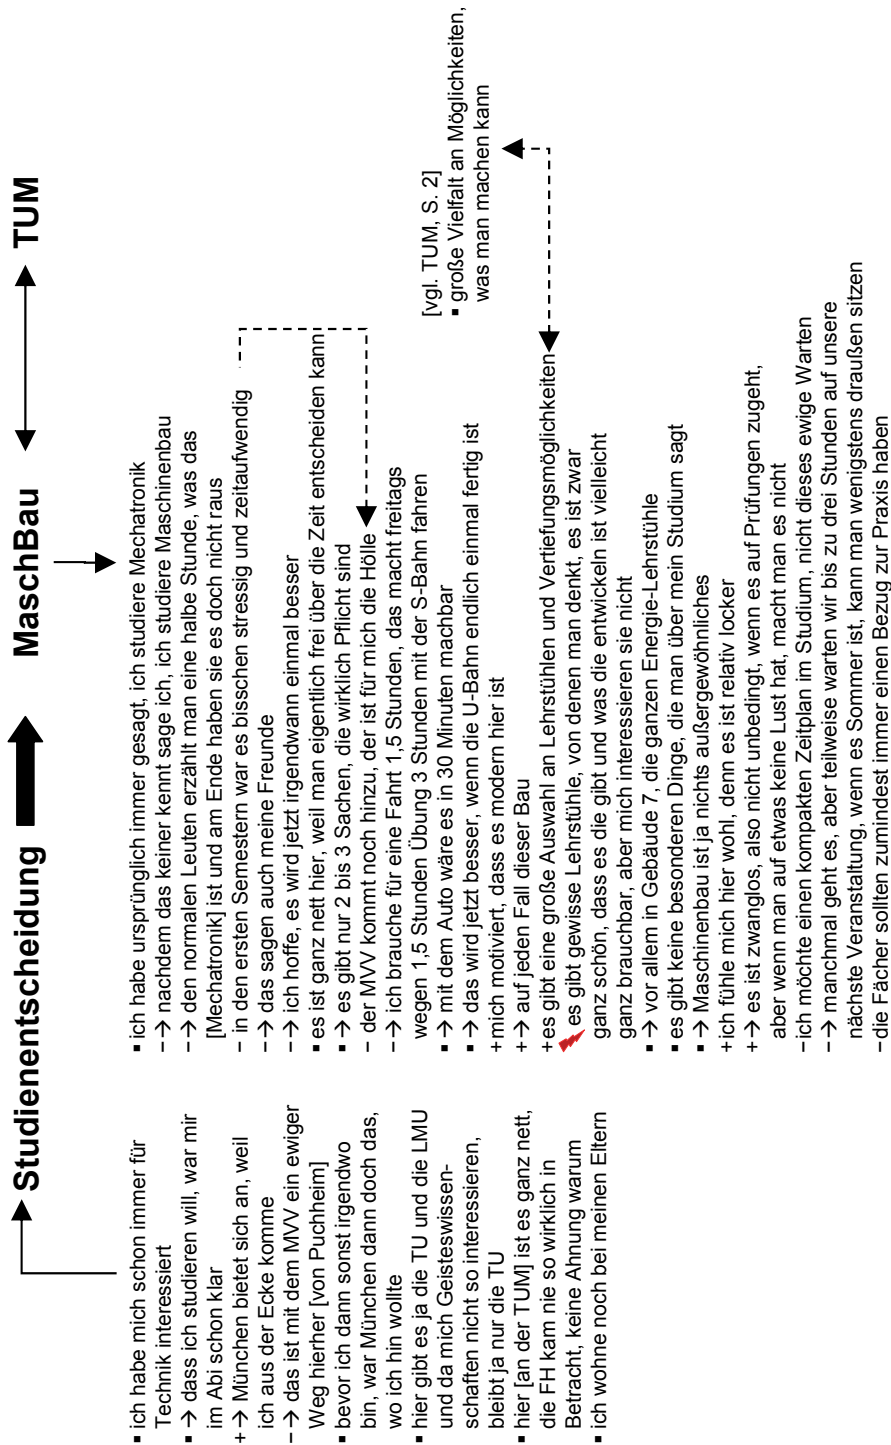 Studienentscheidung
MaschBau
TUM
▪ ich habe mich schon immer für
Technik interessiert
▪ → dass ich studieren will, war mir
im Abi schon klar
+ → München bietet sich an, weil
ich aus der Ecke komme
– → das ist mit dem MVV ein ewiger
Weg hierher [von Puchheim]
▪ bevor ich dann sonst irgendwo
bin, war München dann doch das,
wo ich hin wollte
▪ hier gibt es ja die TU und die LMU
und da mich Geisteswissen-
schaften nicht so interessieren,
bleibt ja nur die TU
▪ hier [an der TUM] ist es ganz nett,
die FH kam nie so wirklich in
Betracht, keine Ahnung warum
▪ ich wohne noch bei meinen Eltern
▪ ich habe ursprünglich immer gesagt, ich studiere Mechatronik
– → nachdem das keiner kennt sage ich, ich studiere Maschinenbau
– → den normalen Leuten erzählt man eine halbe Stunde, was das
[Mechatronik] ist und am Ende haben sie es doch nicht raus
– in den ersten Semestern war es bisschen stressig und zeitaufwendig
– → das sagen auch meine Freunde
– → ich hoffe, es wird jetzt irgendwann einmal besser
▪ es ist ganz nett hier, weil man eigentlich frei über die Zeit entscheiden kann
▪ → es gibt nur 2 bis 3 Sachen, die wirklich Pflicht sind
– der MVV kommt noch hinzu, der ist für mich die Hölle
– → ich brauche für eine Fahrt 1,5 Stunden, das macht freitags
wegen 1,5 Stunden Übung 3 Stunden mit der S-Bahn fahren
▪ → mit dem Auto wäre es in 30 Minuten machbar
▪ → das wird jetzt besser, wenn die U-Bahn endlich einmal fertig ist
+ mich motiviert, dass es modern hier ist
+ → auf jeden Fall dieser Bau
+ es gibt eine große Auswahl an Lehrstühlen und Vertiefungsmöglichkeiten
es gibt gewisse Lehrstühle, von denen man denkt, es ist zwar
ganz schön, dass es die gibt und was die entwickeln ist vielleicht
ganz brauchbar, aber mich interessieren sie nicht
▪ → vor allem in Gebäude 7, die ganzen Energie-Lehrstühle
▪ es gibt keine besonderen Dinge, die man über mein Studium sagt
▪ → Maschinenbau ist ja nichts außergewöhnliches
+ ich fühle mich hier wohl, denn es ist relativ locker
+ → es ist zwanglos, also nicht unbedingt, wenn es auf Prüfungen zugeht,
aber wenn man auf etwas keine Lust hat, macht man es nicht
– ich möchte einen kompakten Zeitplan im Studium, nicht dieses ewige Warten
– → manchmal geht es, aber teilweise warten wir bis zu drei Stunden auf unsere
nächste Veranstaltung, wenn es Sommer ist, kann man wenigstens draußen sitzen
– die Fächer sollten zumindest immer einen Bezug zur Praxis haben
[vgl. TUM, S. 2]
▪ große Vielfalt an Möglichkeiten,
was man machen kann